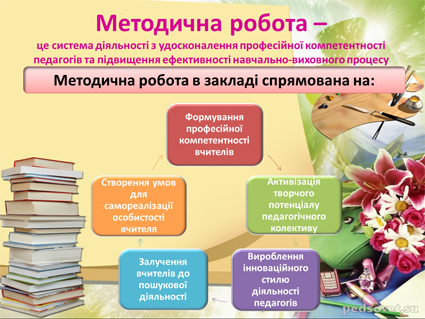 Методична робота –
це система діяльності з удосконалення професійної компетентності
педагогів та підвищення ефективності навчально-виховного процесу
Методична робота в закладі спрямована на:
Формування
професійної
компетентності
вчителів
Створення умов
для
самореалізації
особистості
вчителя
Активізація
творчого
потенціалу
педагогічного
колективу
Залучення
вчителів до
пошукової
діяльності
Вироблення
інноваційного
стилю
діяльності
педагогів
pedsovet.su